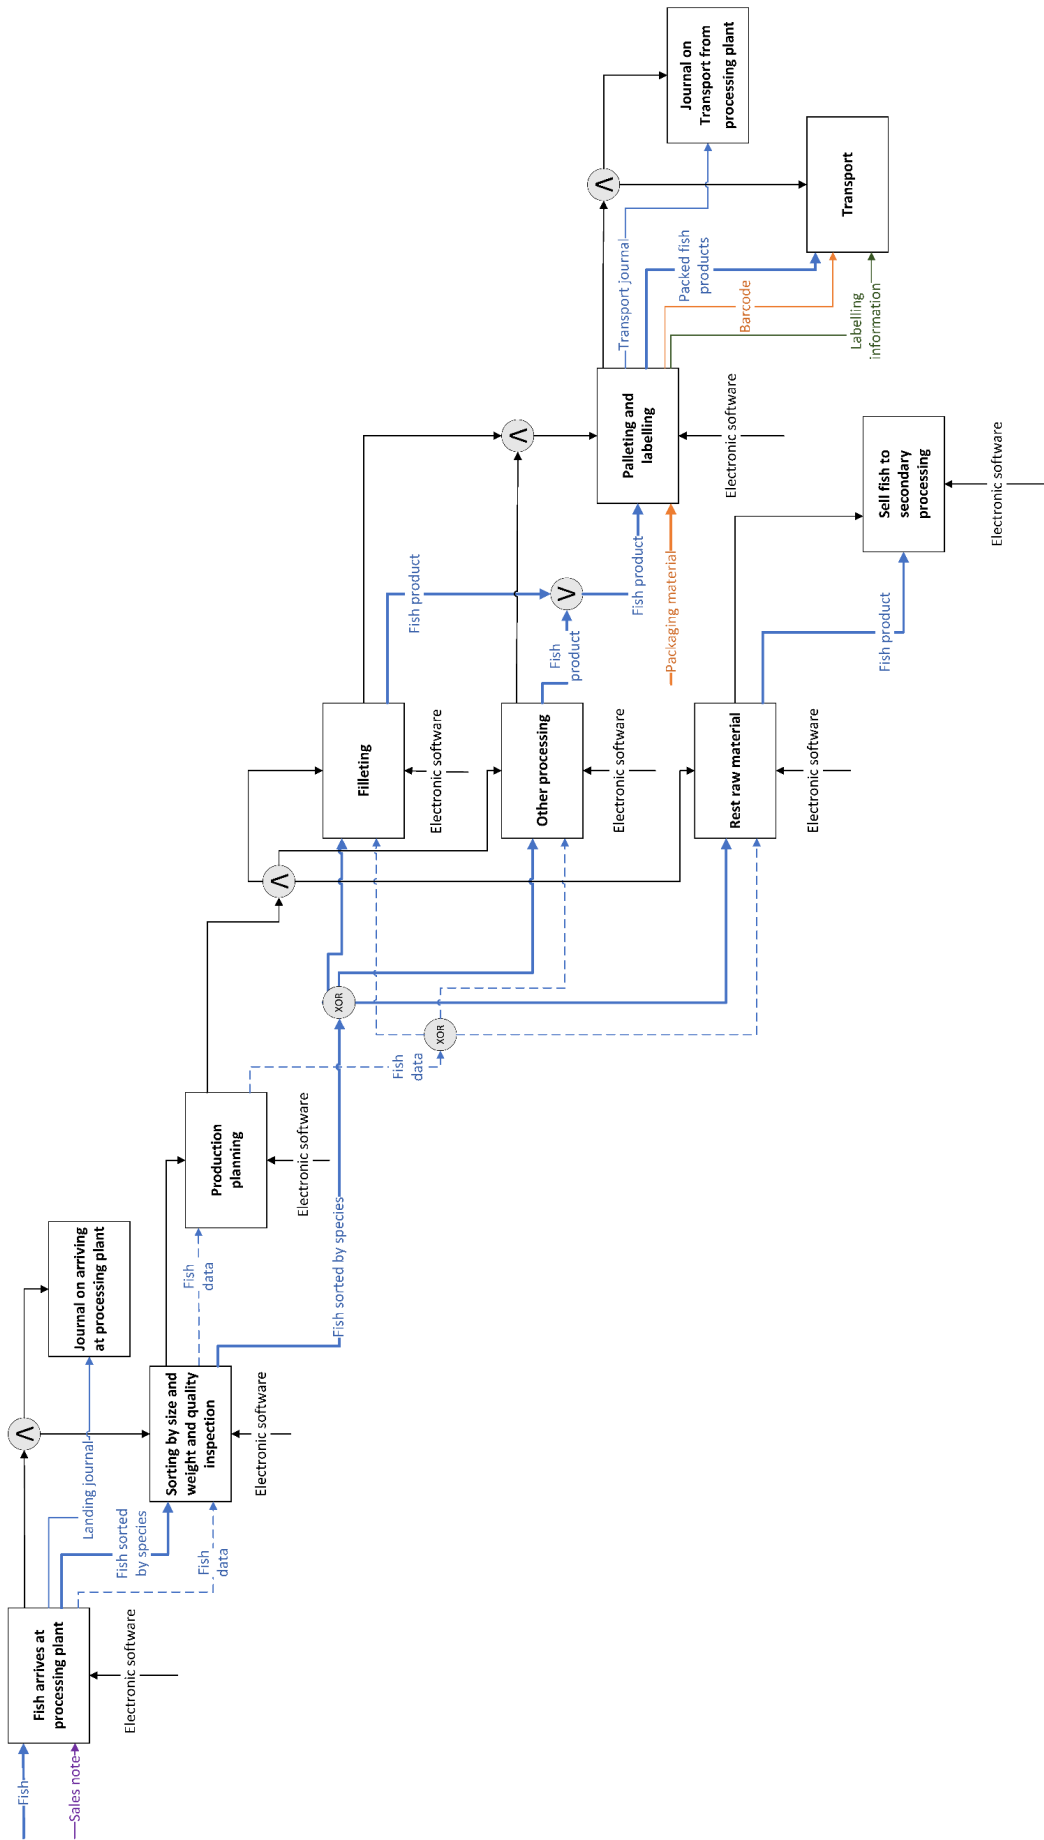 Fish
Sales note
Fish arrives at
processing plant
Electronic software
Landing journal
Fish sorted
by species
Fish
data
V
Journal on arriving
at processing plant
Sorting by size and
weight and quality
inspection
Electronic software
Fish
data
Fish sorted by species
Production
planning
Electronic software
Fish
data
XOR
XOR
V
Filleting
Electronic software
Other processing
Electronic software
Rest raw material
Electronic software
Fish product
Fish
product
V
Fish product
Packaging material
Fish product
V
Palleting and
labelling
Electronic software
Sell fish to
secondary
processing
Electronic software
Transport journal
Packed fish
products
Barcode
Labelling
information
V
Journal on
Transport from
processing plant
Transport